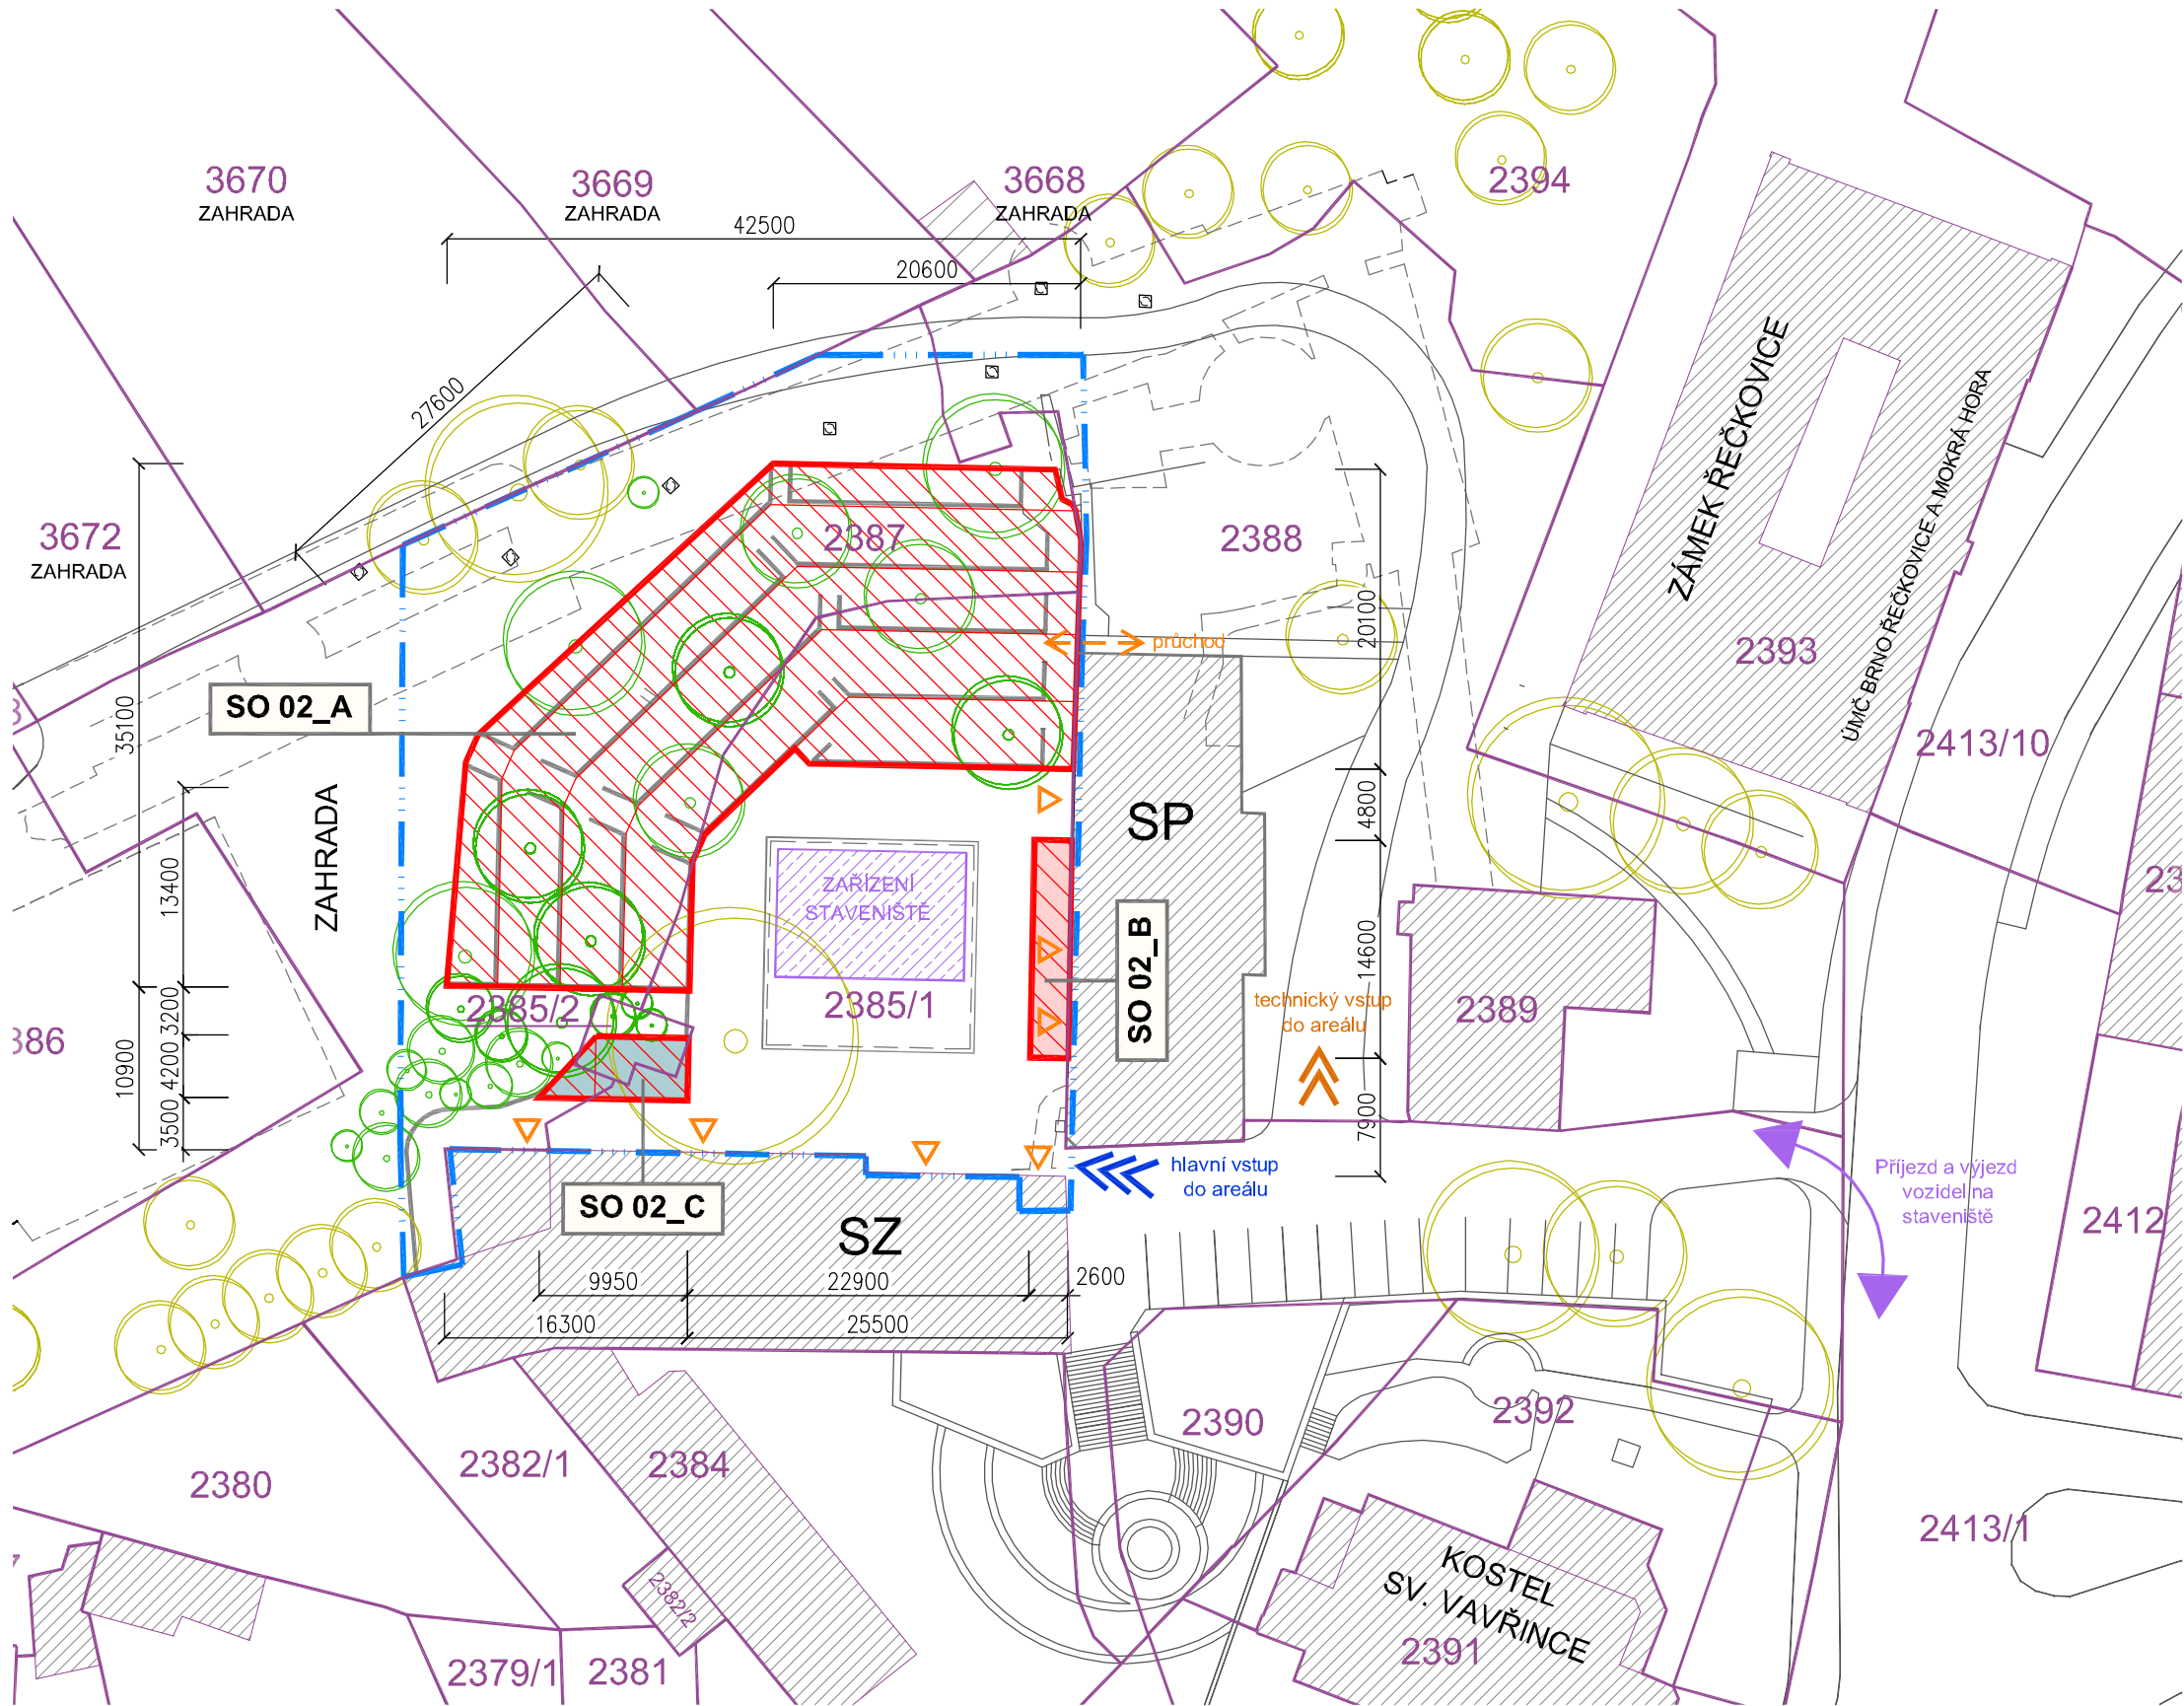 3670
ZAHRADA
3669
ZAHRADA
3668
ZAHRADA
2394
42500
20600
27600
ZÁMEK ŘEČKOVICE
ÚMČ BRNO ŘEČKOVICE A MOKRÁ HORA
3672
ZAHRADA
2387
2388
20100
průchod
2393
SO 02_A
35100
2413/10
ZAHRADA
SP
4800
13400
ZAŘÍZENÍ
STAVENIŠTĚ
SO 02_B
14600
2385/2
2385/1
technický vstup
do areálu
2389
386
3200
10900
4200
3500
7900
hlavní vstup
do areálu
Příjezd a výjezd
vozidel na
staveniště
SO 02_C
SZ
2412
9950
22900
2600
16300
25500
2390
2392
2380
2382/1
2384
2413/1
KOSTEL
SV. VAVŘINCE
2382/2
2391
2379/1
2381